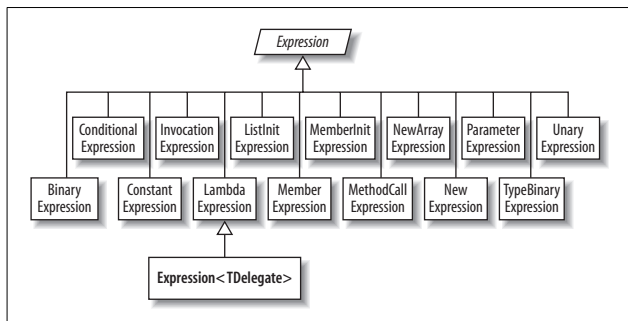 Expression
Conditional
Expression
Invocation
Expression
ListInit
Expression
MemberInit
Expression
NewArray
Expression
Parameter
Expression
Unary
Expression
Binary
Expression
Constant
Expression
Lambda
Expression
Member
Expression
MethodCall
Expression
New
Expression
TypeBinary
Expression
Expression<TDelegate>